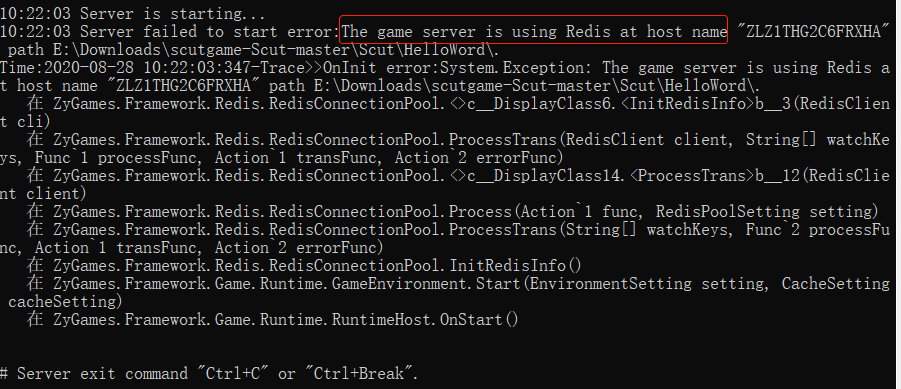 10:22:03 Server is starting...
10:22:03 Server failed to start error:The game server is using Redis at host name "ZLZ1THG2C6FRXHA"
path E:\Downloads\scutgame-Scut-master\Scut\HelloWord\.
Time:2020-08-28 10:22:03:347-Trace>>OnInit error:System.Exception: The game server is using Redis a
t host name "ZLZ1THG2C6FRXHA" path E:\Downloads\scutgame-Scut-master\Scut\HelloWord\.
在 ZyGames.Framework.Redis.RedisConnectionPool.<>c__DisplayClass6.<InitRedisInfo>b__3(RedisClien
t cli)
在 ZyGames.Framework.Redis.RedisConnectionPool.ProcessTrans(RedisClient client, String[] watchKe
ys, Func`1 processFunc, Action`1 transFunc, Action`2 errorFunc)
在 ZyGames.Framework.Redis.RedisConnectionPool.<>c__DisplayClass14.<ProcessTrans>b__12(RedisClie
nt client)
在 ZyGames.Framework.Redis.RedisConnectionPool.Process(Action`1 func, RedisPoolSetting setting)
在 ZyGames.Framework.Redis.RedisConnectionPool.ProcessTrans(String[] watchKeys, Func`2 processFu
nc, Action`1 transFunc, Action`2 errorFunc)
在 ZyGames.Framework.Redis.RedisConnectionPool.InitRedisInfo()
在 ZyGames.Framework.Game.Runtime.GameEnvironment.Start(EnvironmentSetting setting, CacheSetting
cacheSetting)
在 ZyGames.Framework.Game.Runtime.RuntimeHost.OnStart()
# Server exit command "Ctrl+C" or "Ctrl+Break".